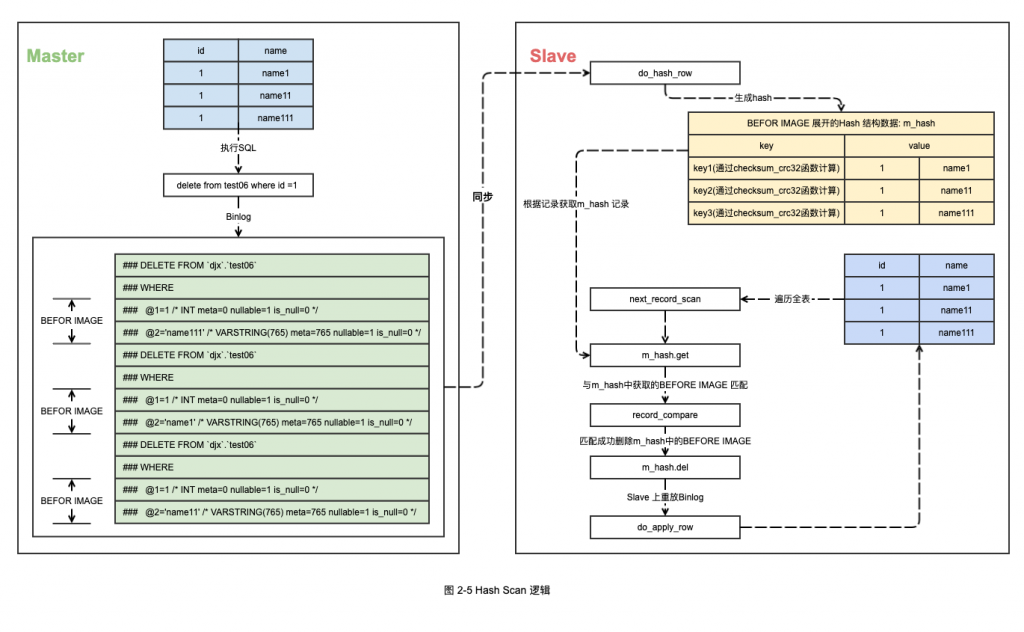 Master
id name
1 name1
1 name11
1 name111
执行SQL
delete from test06 where id =1
Binlog
### DELETE FROM `djx`.`test06`
### WHERE
### @1=1 /* INT meta=0 nullable=1 is_null=0 */
### @2='name111' /* VARSTRING(765) meta=765 nullable=1 is_null=0 */
BEFOR IMAGE
### DELETE FROM `djx`.`test06`
### WHERE
### @1=1 /* INT meta=0 nullable=1 is_null=0 */
### @2='name1' /* VARSTRING(765) meta=765 nullable=1 is_null=0 */
BEFOR IMAGE
### DELETE FROM `djx`.`test06`
### WHERE
### @1=1 /* INT meta=0 nullable=1 is_null=0 */
### @2='name11' /* VARSTRING(765) meta=765 nullable=1 is_null=0 */
BEFOR IMAGE
同步
Slave
do_hash_row
生成hash
BEFOR IMAGE 展开的Hash 结构数据: m_hash
key value
key1(通过checksum_crc32函数计算) 1 name1
key2(通过checksum_crc32函数计算) 1 name11
key3(通过checksum_crc32函数计算) 1 name111
根据记录获取m_hash 记录
id name
1 name1
1 name11
1 name111
遍历全表
next_record_scan
m_hash.get
与m_hash中获取的BEFORE IMAGE 匹配
record_compare
匹配成功删除m_hash中的BEFORE IMAGE
m_hash.del
Slave 上重放Binlog
do_apply_row
图 2-5 Hash Scan 逻辑